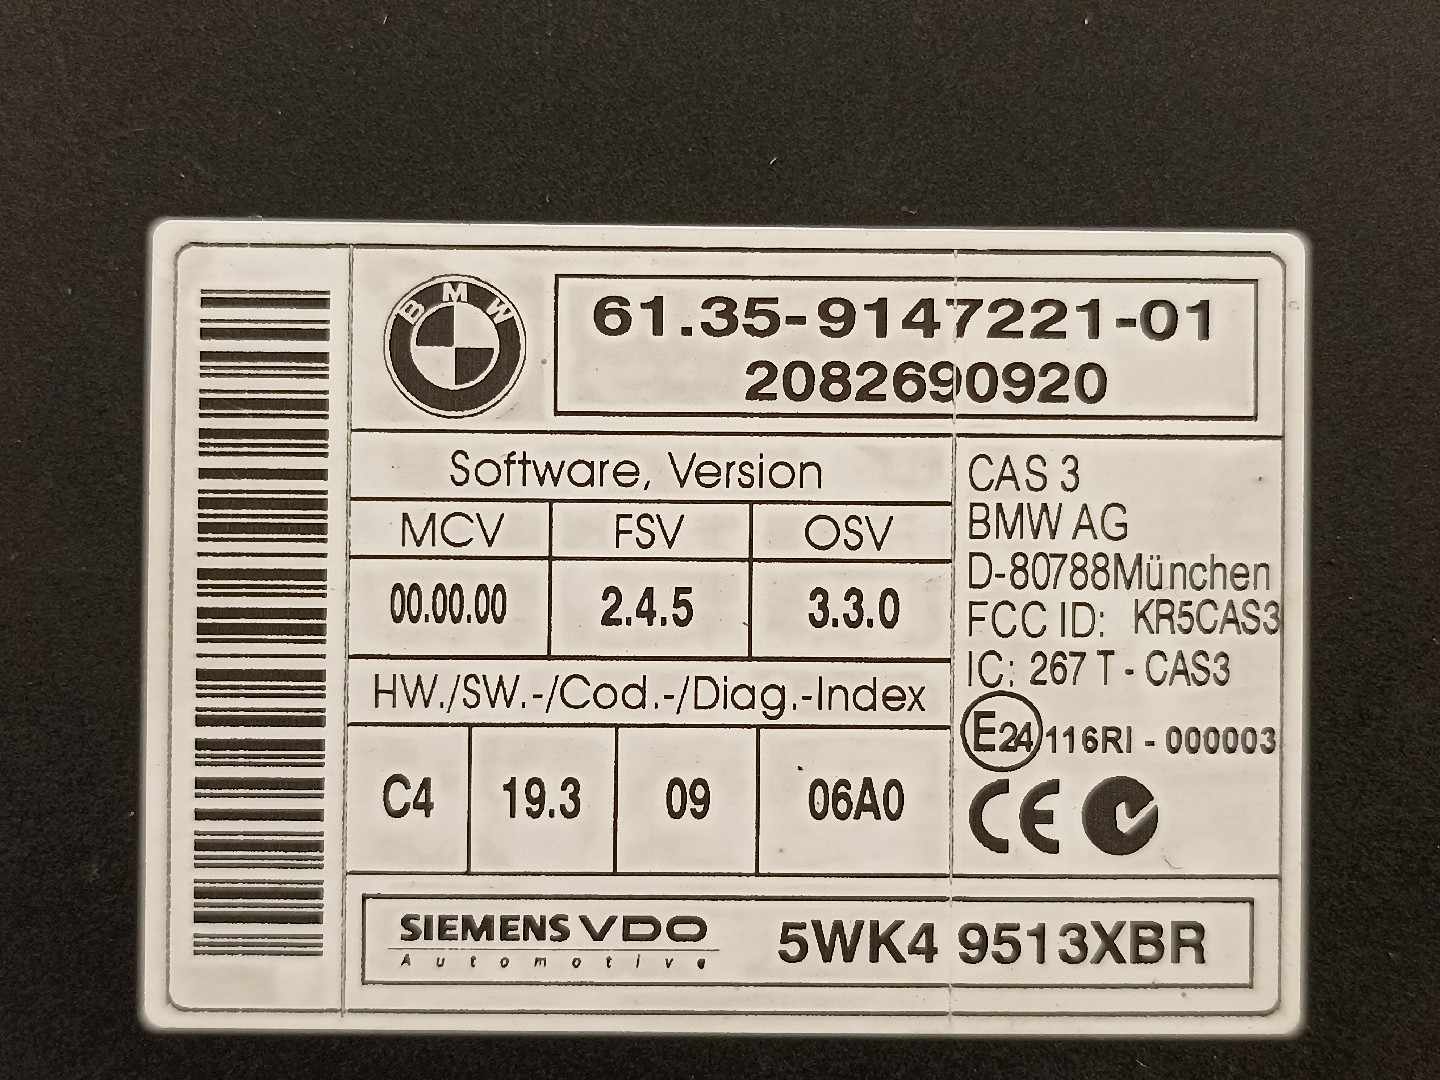 BMW
61.35-9147221-01
2082690920
Software, Version
MCV FSV OSV
00.00.00 2.4.5 3.3.0
HW./SW.-/Cod.-/Diag.-Index
C4 19.3 09 06A0
CAS 3
BMW AG
D-80788München
FCC ID: KR5CAS3
IC: 267 T - CAS3
E24 116RI - 000003
CE
SIEMENS VDO
Automotive
5WK4 9513XBR